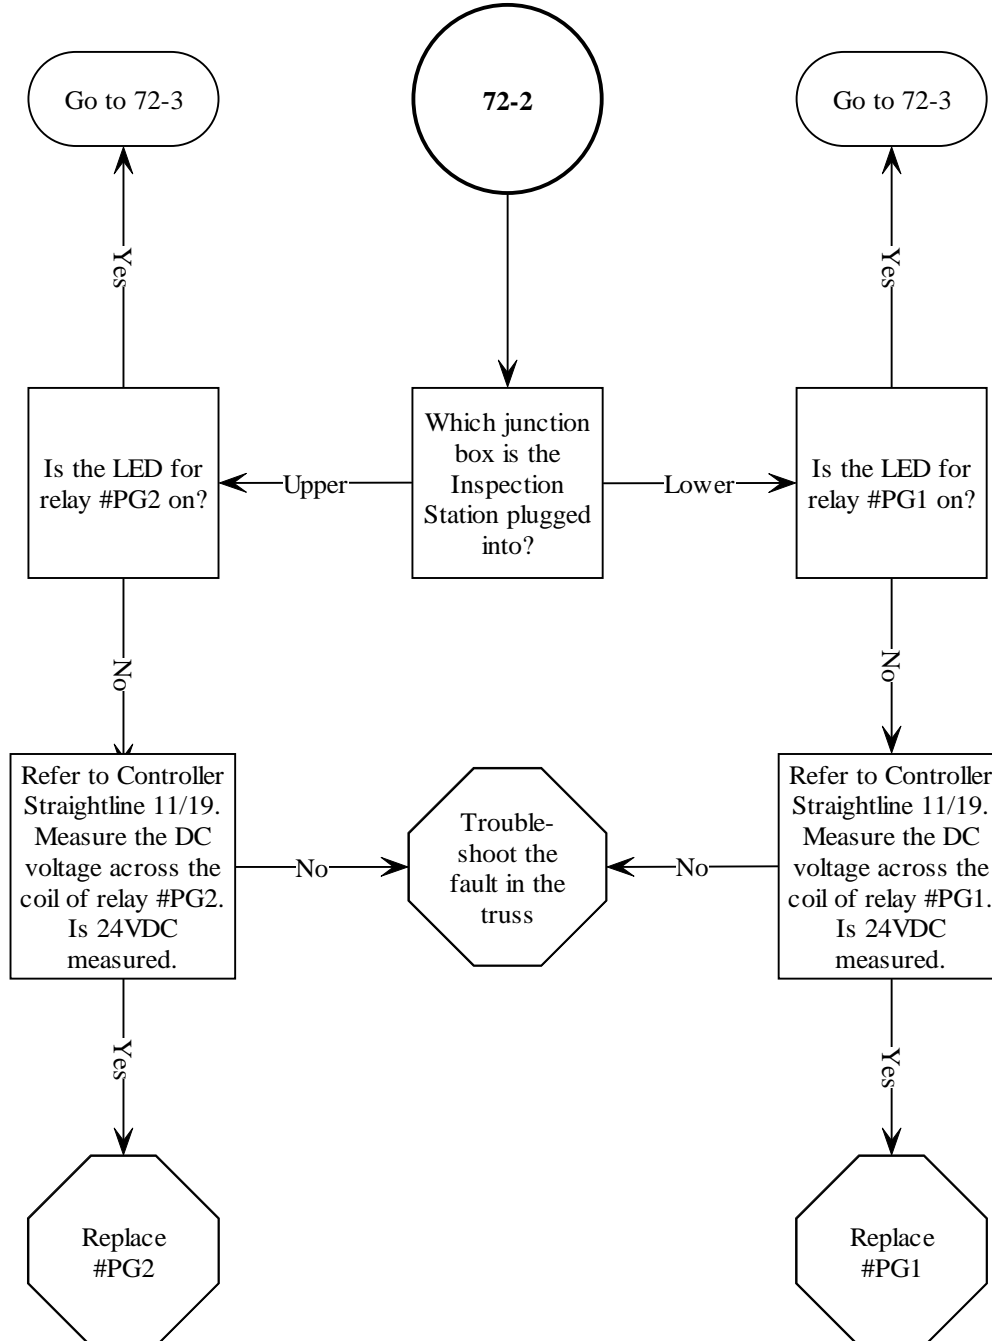 Go to 72-3
72-2
Go to 72-3
Yes
Yes
Is the LED for
relay #PG2 on?
Upper
Which junction
box is the
Inspection
Station plugged
into?
Lower
Is the LED for
relay #PG1 on?
No
No
Refer to Controller
Straightline 11/19.
Measure the DC
voltage across the
coil of relay #PG2.
Is 24VDC
measured.
No
Trouble-
shoot the
fault in the
truss
No
Refer to Controller
Straightline 11/19.
Measure the DC
voltage across the
coil of relay #PG1.
Is 24VDC
measured.
Yes
Yes
Replace
#PG2
Replace
#PG1